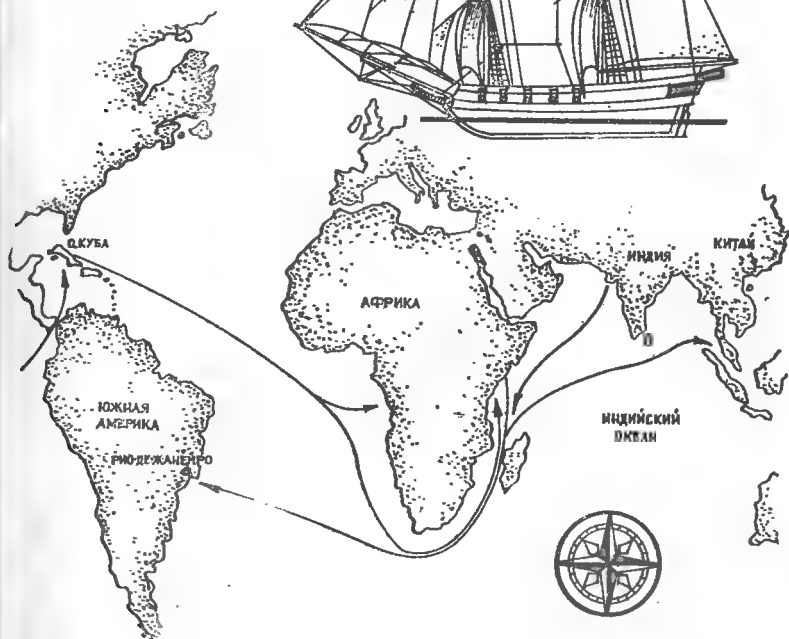 О.КУБА
КИТАЙ
ИНДИЯ
АФРИКА
ЮЖНАЯ
АМЕРИКА
ИНДИЙСКИЙ
ОКЕАН
РИО-ДЕ-ЖАНЕЙРО